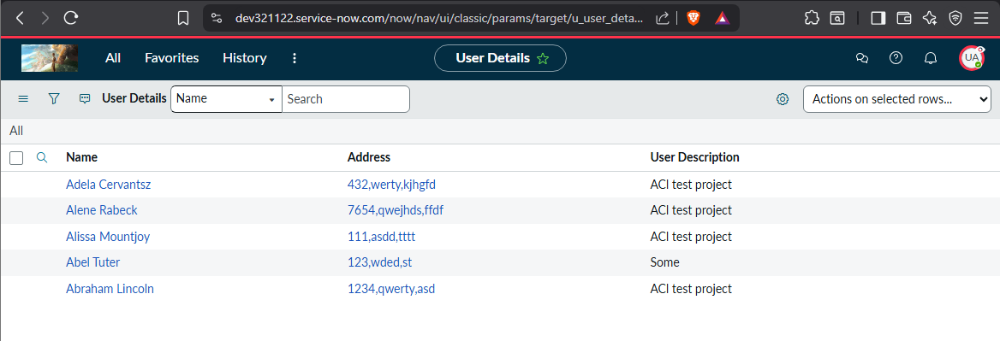 dev321122.service-now.com/now/nav/ui/classic/params/target/u_user_deta...
All Favorites History User Details UA
User Details Name Search Actions on selected rows...
All
Name Address User Description
Adela Cervantsz 432,werty,kjhgfd ACI test project
Alene Rabeck 7654,qwejhds,ffdf ACI test project
Alissa Mountjoy 111,asdd,tttt ACI test project
Abel Tuter 123,wded,st Some
Abraham Lincoln 1234,qwerty,asd ACI test project